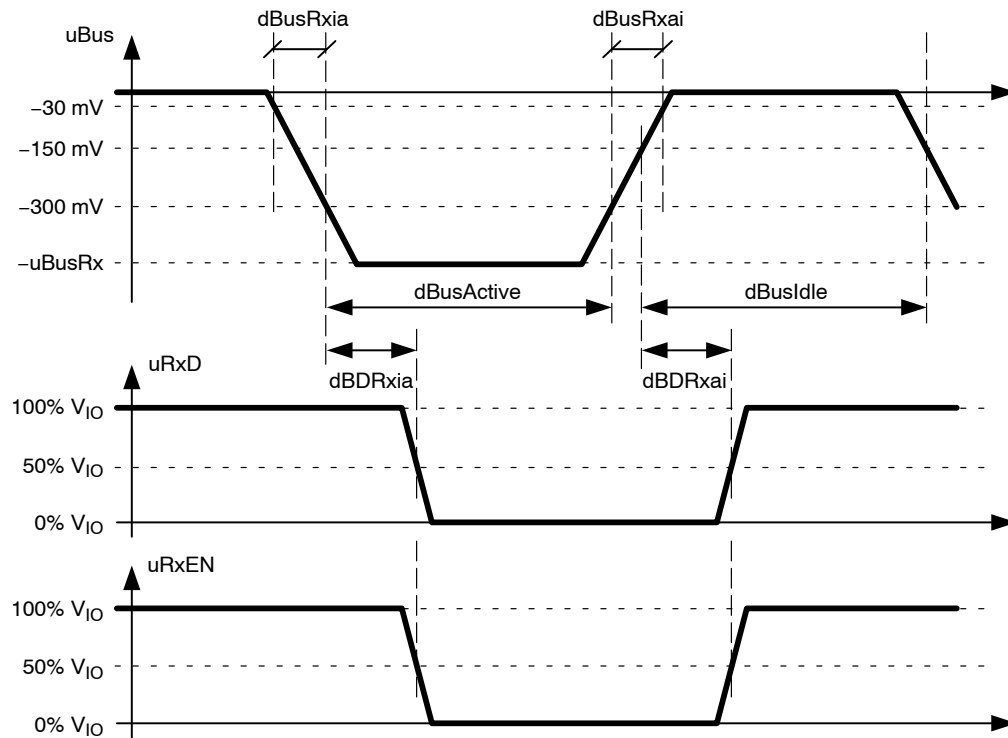 dBusRxia
dBusRxai
uBus
–30 mV
–150 mV
–300 mV
–uBusRx
dBusActive
dBusIdle
uRxD
dBDRxia
dBDRxai
100% VIO
50% VIO
0% VIO
uRxEN
100% VIO
50% VIO
0% VIO